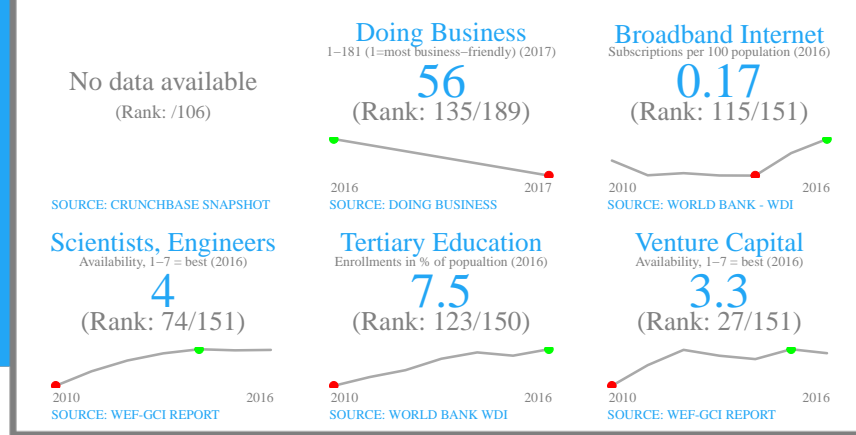 No data available
(Rank: /106)
SOURCE: CRUNCHBASE SNAPSHOT
Doing Business
1−181 (1=most business−friendly) (2017)
56
(Rank: 135/189)
2016 2017
SOURCE: DOING BUSINESS
Broadband Internet
Subscriptions per 100 population (2016)
0.17
(Rank: 115/151)
2010 2016
SOURCE: WORLD BANK - WDI
Scientists, Engineers
Availability, 1−7 = best (2016)
4
(Rank: 74/151)
2010 2016
SOURCE: WEF-GCI REPORT
Tertiary Education
Enrollments in % of popualtion (2016)
7.5
(Rank: 123/150)
2010 2016
SOURCE: WORLD BANK WDI
Venture Capital
Availability, 1−7 = best (2016)
3.3
(Rank: 27/151)
2010 2016
SOURCE: WEF-GCI REPORT